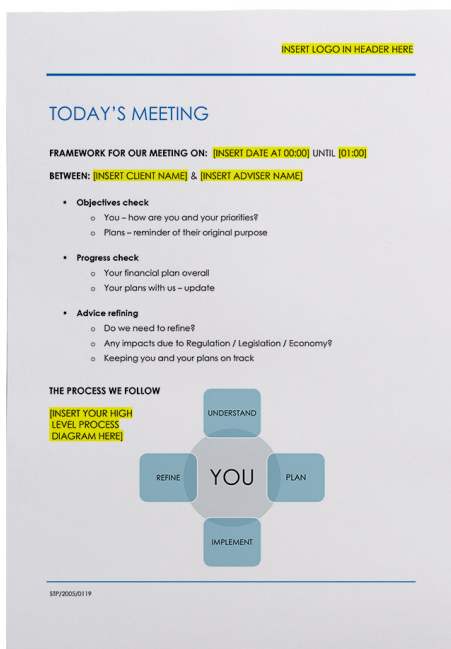 INSERT LOGO IN HEADER HERE
TODAY'S MEETING
FRAMEWORK FOR OUR MEETING ON: [INSERT DATE AT 00:00] UNTIL [01:00]
BETWEEN: [INSERT CLIENT NAME] & [INSERT ADVISER NAME]
▪ Objectives check
o You – how are you and your priorities?
o Plans – reminder of their original purpose
▪ Progress check
o Your financial plan overall
o Your plans with us – update
▪ Advice refining
o Do we need to refine?
o Any impacts due to Regulation / Legislation / Economy?
o Keeping you and your plans on track
THE PROCESS WE FOLLOW
[INSERT YOUR HIGH
LEVEL PROCESS
DIAGRAM HERE]
UNDERSTAND
REFINE
YOU
PLAN
IMPLEMENT
STP/2005/0119